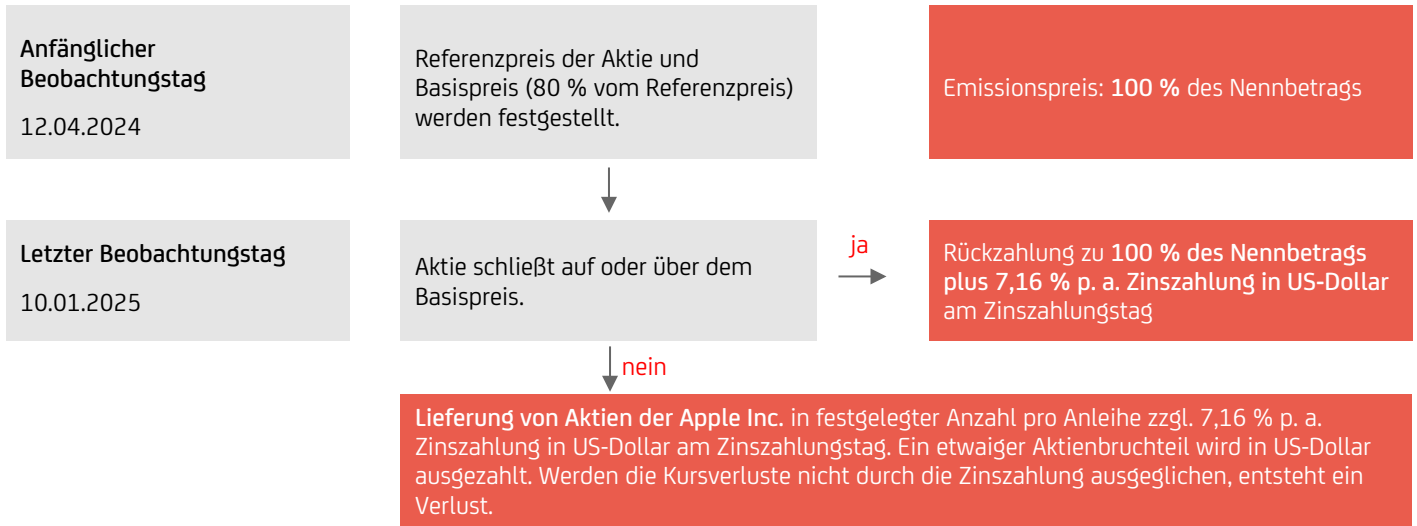 Anfänglicher
Beobachtungstag
12.04.2024
Referenzpreis der Aktie und
Basispreis (80 % vom Referenzpreis)
werden festgestellt.
Emissionspreis: 100 % des Nennbetrags
Letzter Beobachtungstag
10.01.2025
Aktie schließt auf oder über dem
Basispreis.
ja
Rückzahlung zu 100 % des Nennbetrags
plus 7,16 % p. a. Zinszahlung in US-Dollar
am Zinszahlungstag
nein
Lieferung von Aktien der Apple Inc. in festgelegter Anzahl pro Anleihe zzgl. 7,16 % p. a.
Zinszahlung in US-Dollar am Zinszahlungstag. Ein etwaiger Aktienbruchteil wird in US-Dollar
ausgezahlt. Werden die Kursverluste nicht durch die Zinszahlung ausgeglichen, entsteht ein
Verlust.